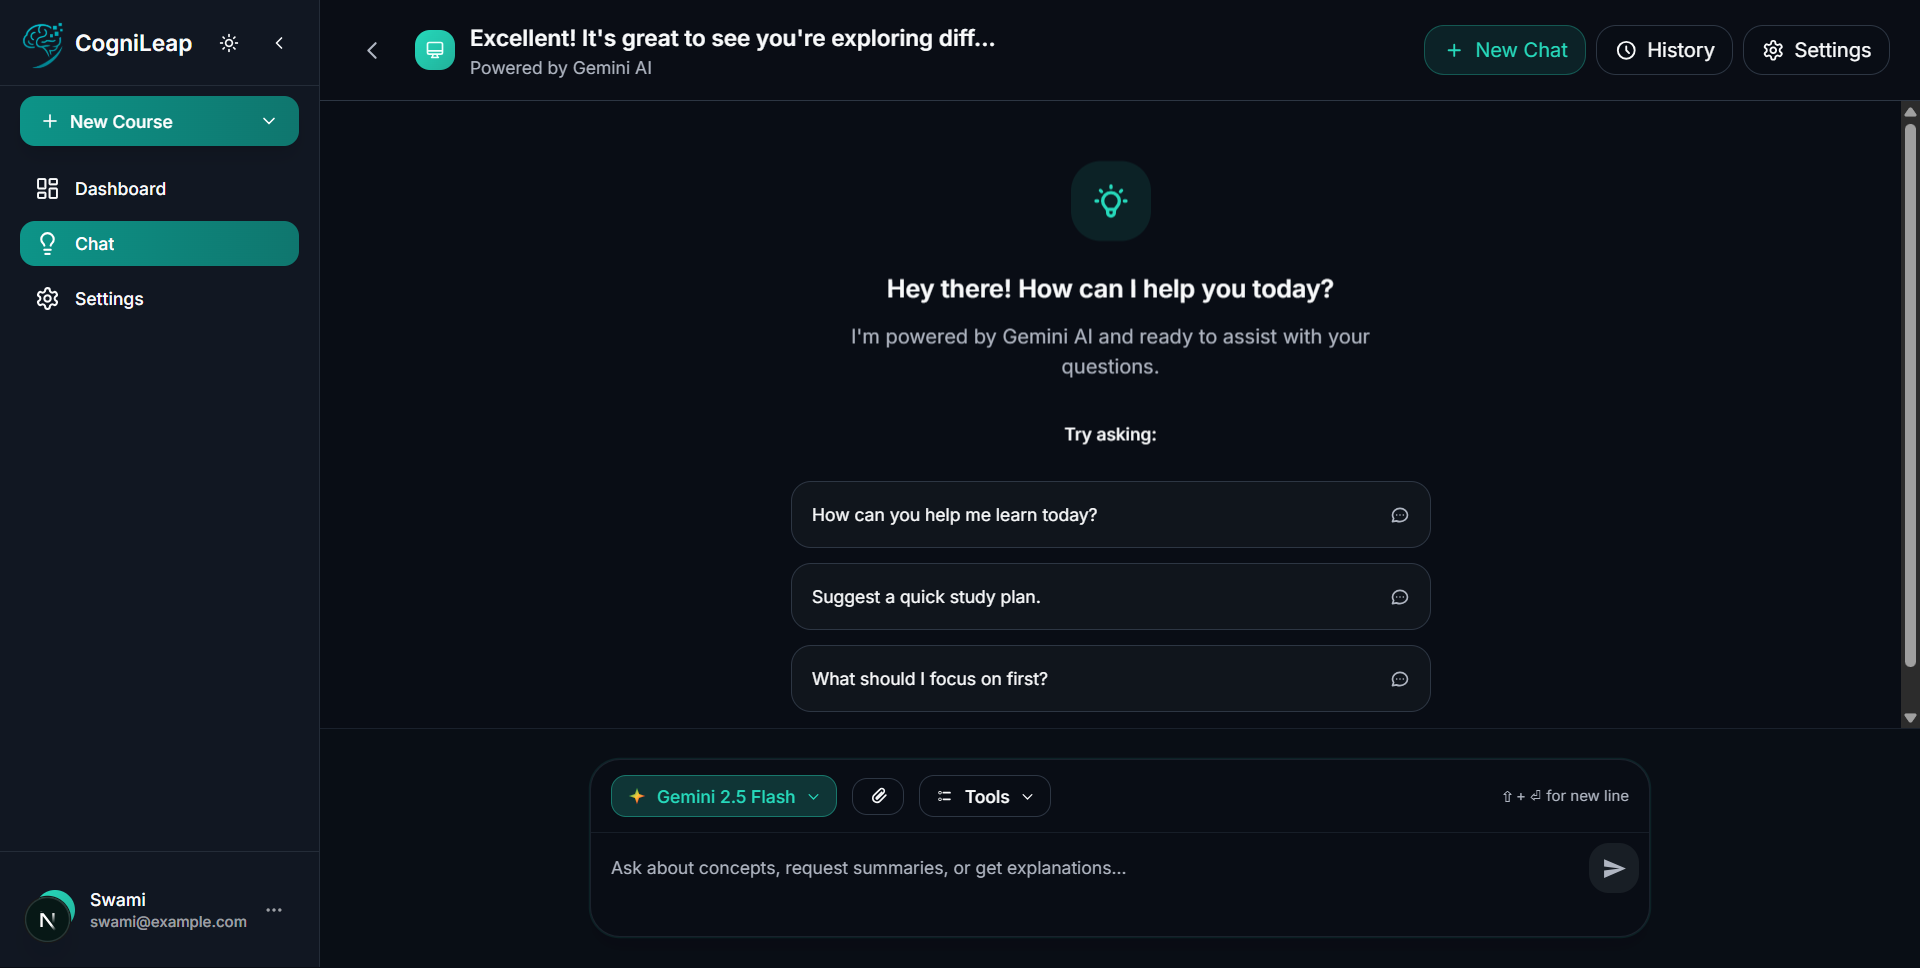 CogniLeap
New Course
Dashboard
Chat
Settings
Swami
swami@example.com
N
Excellent! It's great to see you're exploring diff...
Powered by Gemini AI
New Chat
History
Settings
Hey there! How can I help you today?
I'm powered by Gemini AI and ready to assist with your
questions.
Try asking:
How can you help me learn today?
Suggest a quick study plan.
What should I focus on first?
Gemini 2.5 Flash
Tools
⇧ + ⏎ for new line
Ask about concepts, request summaries, or get explanations...